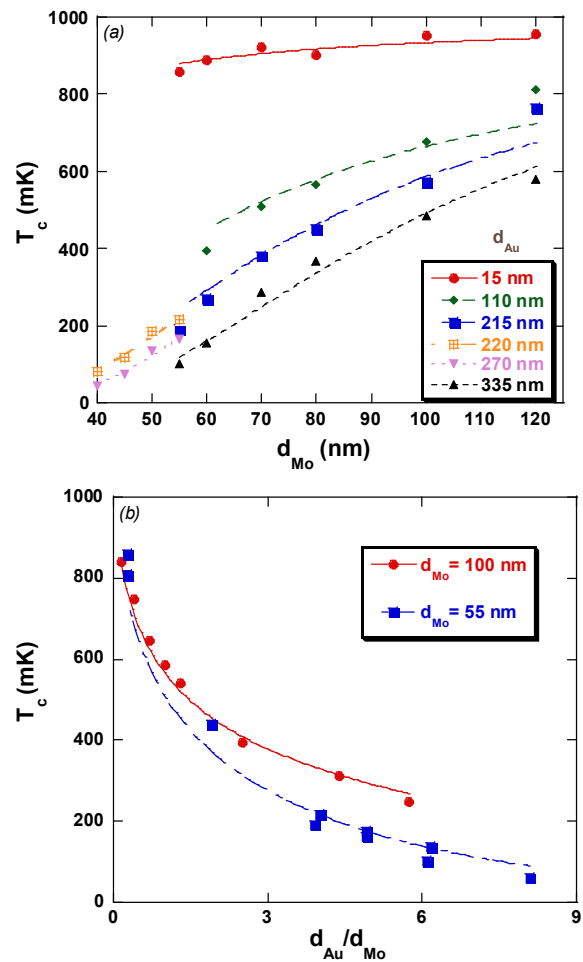 (a)
1000
800
600
400
200
0
T_c (mK)
40 50 60 70 80 90 100 110 120
d_Mo (nm)
d_Au
15 nm
110 nm
215 nm
220 nm
270 nm
335 nm
(b)
1000
800
600
400
200
0
T_c (mK)
0 3 6 9
d_Au/d_Mo
d_Mo = 100 nm
d_Mo = 55 nm